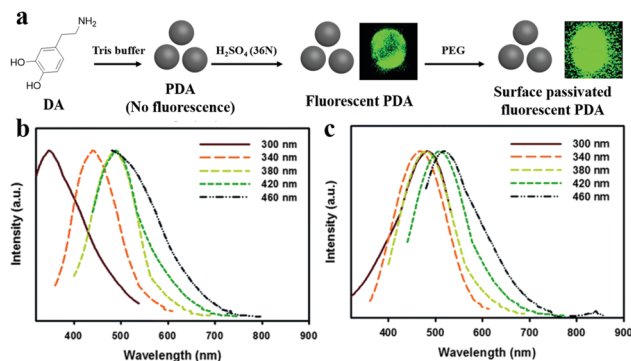 a
NH₂
HO
HO
DA
Tris buffer
PDA
(No fluorescence)
H₂SO₄ (36N)
Fluorescent PDA
PEG
Surface passivated
fluorescent PDA
b
300 nm
340 nm
380 nm
420 nm
460 nm
Intensity (a.u.)
400 500 600 700 800 900
Wavelength (nm)
c
300 nm
340 nm
380 nm
420 nm
460 nm
Intensity (a.u.)
400 500 600 700 800 900
Wavelength (nm)